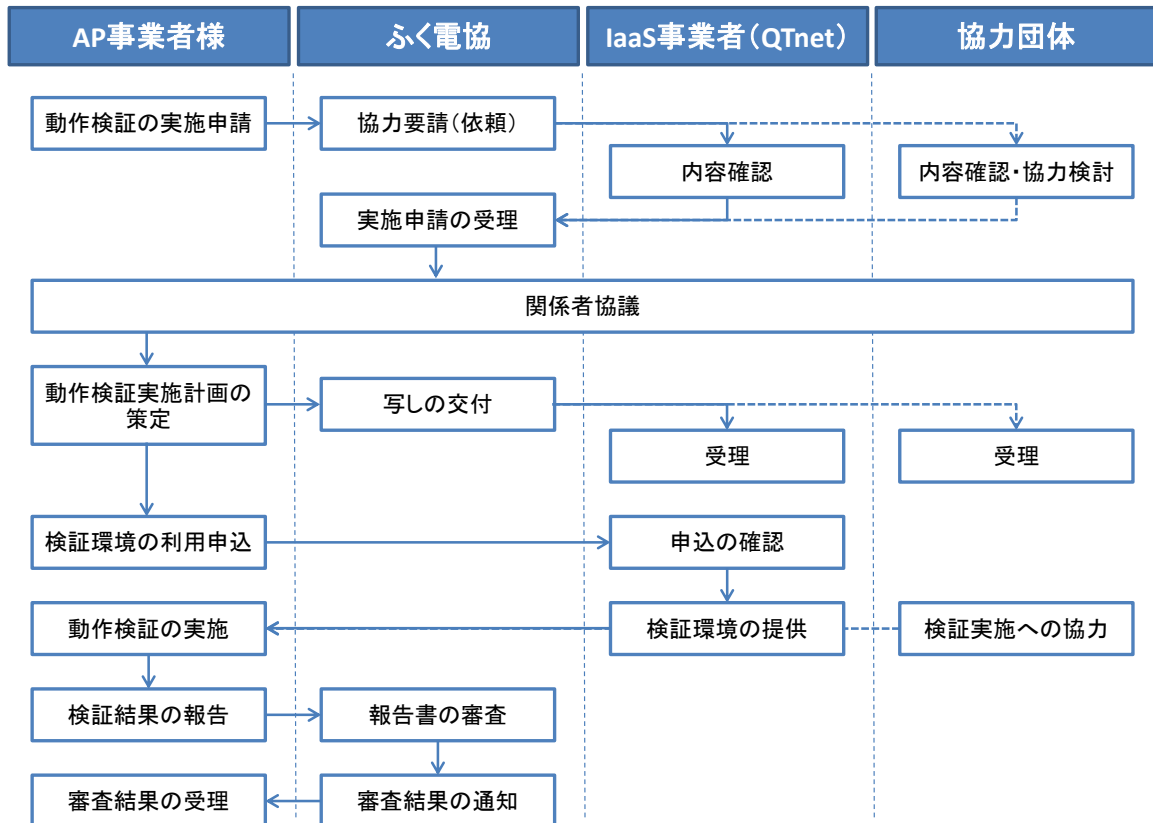 AP事業者様
ふく電協
IaaS事業者（QTnet）
協力団体
動作検証の実施申請
協力要請（依頼）
内容確認
内容確認・協力検討
実施申請の受理
関係者協議
動作検証実施計画の
策定
写しの交付
受理
受理
検証環境の利用申込
申込の確認
動作検証の実施
検証環境の提供
検証実施への協力
検証結果の報告
報告書の審査
審査結果の受理
審査結果の通知